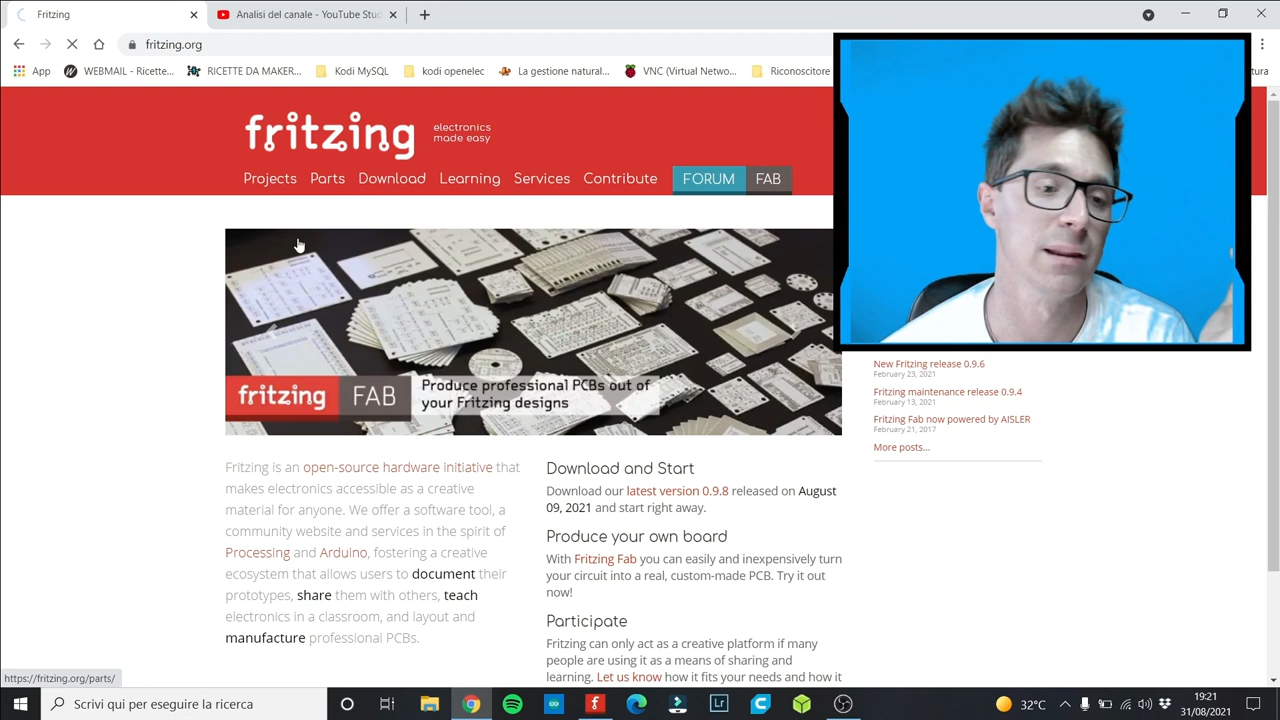 Fritzing
Analisi del canale - YouTube Stu
fritzing.org
App
WEBMAIL - Ricette...
RICETTE DA MAKER...
Kodi MySQL
kodi openelec
La gestione natural...
VNC (Virtual Netwo...
Riconoscitore
tura
fritzing
electronics
made easy
Projects
Parts
Download
Learning
Services
Contribute
FORUM
FAB
fritzing FAB
Produce professional PCBs out of
your Fritzing designs
New Fritzing release 0.9.6
February 23, 2021
Fritzing maintenance release 0.9.4
February 13, 2021
Fritzing Fab now powered by AISLER
February 21, 2017
More posts...
Fritzing is an open-source hardware initiative that
makes electronics accessible as a creative
material for anyone. We offer a software tool, a
community website and services in the spirit of
Processing and Arduino, fostering a creative
ecosystem that allows users to document their
prototypes, share them with others, teach
electronics in a classroom, and layout and
manufacture professional PCBs.
Download and Start
Download our latest version 0.9.8 released on August
09, 2021 and start right away.
Produce your own board
With Fritzing Fab you can easily and inexpensively turn
your circuit into a real, custom-made PCB. Try it out
now!
Participate
Fritzing can only act as a creative platform if many
people are using it as a means of sharing and
learning. Let us know how it fits your needs and how it
https://fritzing.org/parts/
Scrivi qui per eseguire la ricerca
Lr
32°C
19:21
31/08/2021